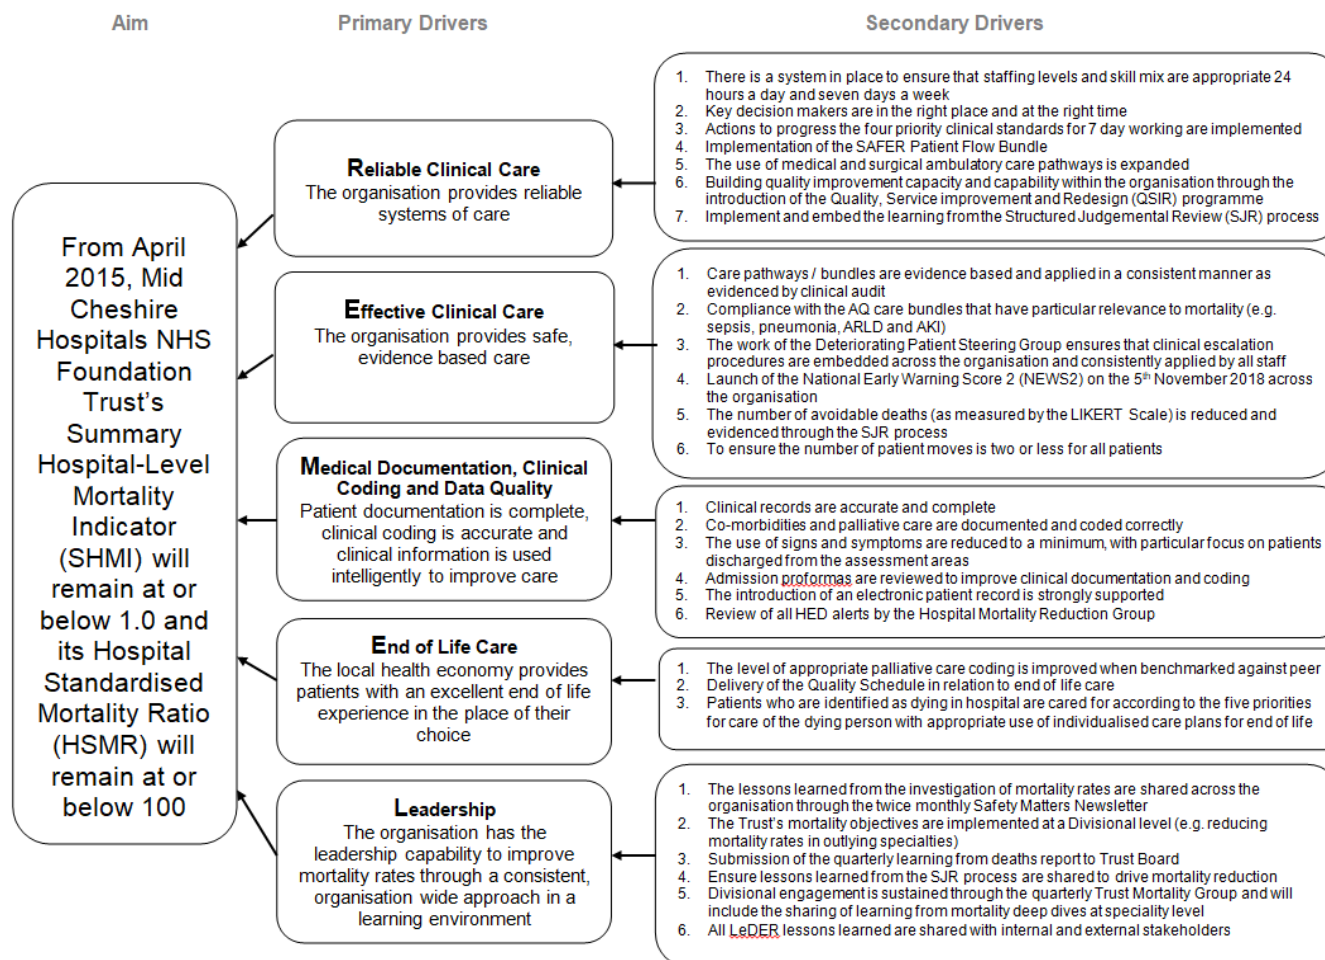 Aim
Primary Drivers
Secondary Drivers
From April
2015, Mid
Cheshire
Hospitals NHS
Foundation
Trust's
Summary
Hospital-Level
Mortality
Indicator
(SHMI) will
remain at or
below 1.0 and
its Hospital
Standardised
Mortality Ratio
(HSMR) will
remain at or
below 100
Reliable Clinical Care
The organisation provides reliable
systems of care
1. There is a system in place to ensure that staffing levels and skill mix are appropriate 24
hours a day and seven days a week
2. Key decision makers are in the right place and at the right time
3. Actions to progress the four priority clinical standards for 7 day working are implemented
4. Implementation of the SAFER Patient Flow Bundle
5. The use of medical and surgical ambulatory care pathways is expanded
6. Building quality improvement capacity and capability within the organisation through the
introduction of the Quality, Service improvement and Redesign (QSIR) programme
7. Implement and embed the learning from the Structured Judgemental Review (SJR) process
Effective Clinical Care
The organisation provides safe,
evidence based care
1. Care pathways / bundles are evidence based and applied in a consistent manner as
evidenced by clinical audit
2. Compliance with the AQ care bundles that have particular relevance to mortality (e.g.
sepsis, pneumonia, ARLD and AKI)
3. The work of the Deteriorating Patient Steering Group ensures that clinical escalation
procedures are embedded across the organisation and consistently applied by all staff
4. Launch of the National Early Warning Score 2 (NEWS2) on the 5th November 2018 across
the organisation
5. The number of avoidable deaths (as measured by the LIKERT Scale) is reduced and
evidenced through the SJR process
6. To ensure the number of patient moves is two or less for all patients
Medical Documentation, Clinical
Coding and Data Quality
Patient documentation is complete,
clinical coding is accurate and
clinical information is used
intelligently to improve care
1. Clinical records are accurate and complete
2. Co-morbidities and palliative care are documented and coded correctly
3. The use of signs and symptoms are reduced to a minimum, with particular focus on patients
discharged from the assessment areas
4. Admission proformas are reviewed to improve clinical documentation and coding
5. The introduction of an electronic patient record is strongly supported
6. Review of all HED alerts by the Hospital Mortality Reduction Group
End of Life Care
The local health economy provides
patients with an excellent end of life
experience in the place of their
choice
1. The level of appropriate palliative care coding is improved when benchmarked against peer
2. Delivery of the Quality Schedule in relation to end of life care
3. Patients who are identified as dying in hospital are cared for according to the five priorities
for care of the dying person with appropriate use of individualised care plans for end of life
Leadership
The organisation has the
leadership capability to improve
mortality rates through a consistent,
organisation wide approach in a
learning environment
1. The lessons learned from the investigation of mortality rates are shared across the
organisation through the twice monthly Safety Matters Newsletter
2. The Trust's mortality objectives are implemented at a Divisional level (e.g. reducing
mortality rates in outlying specialties)
3. Submission of the quarterly learning from deaths report to Trust Board
4. Ensure lessons learned from the SJR process are shared to drive mortality reduction
5. Divisional engagement is sustained through the quarterly Trust Mortality Group and will
include the sharing of learning from mortality deep dives at speciality level
6. All LeDER lessons learned are shared with internal and external stakeholders